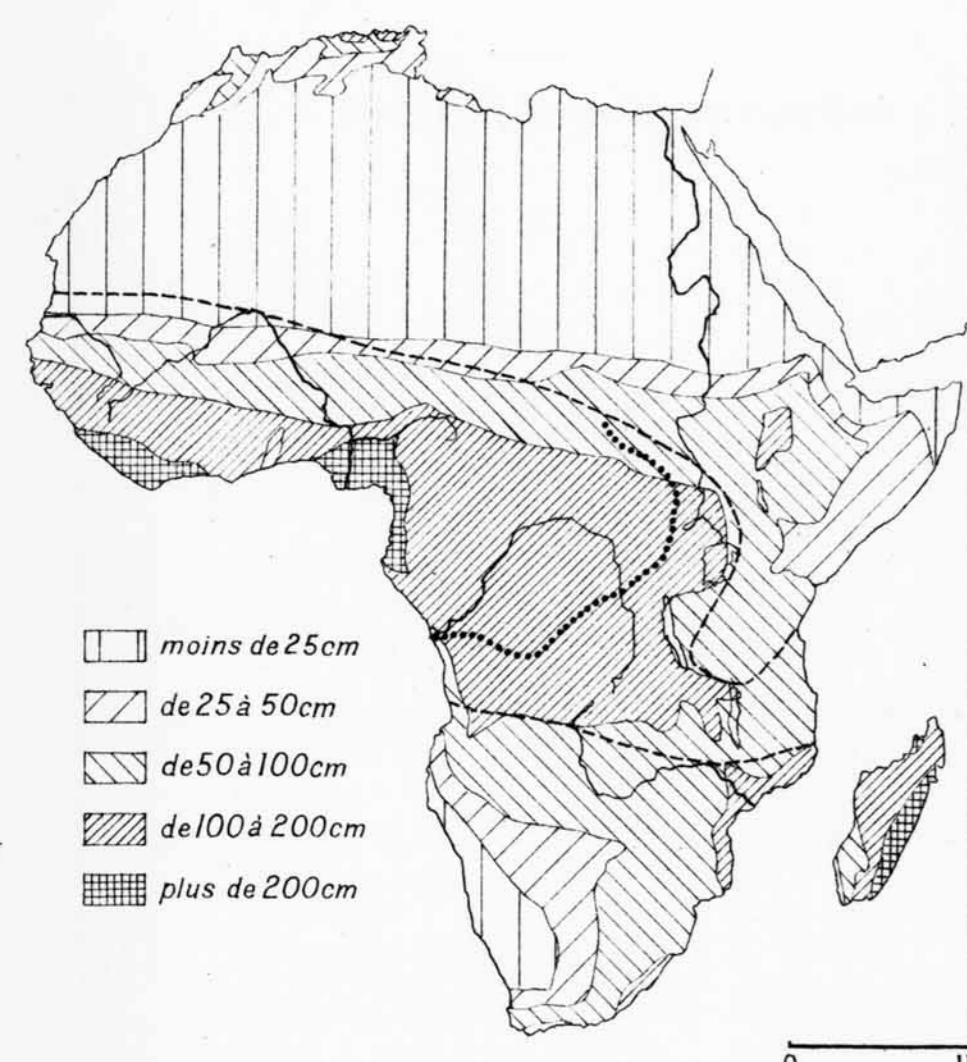 moins de 25cm
de 25 à 50cm
de 50 à 100cm
de 100 à 200cm
plus de 200cm
0